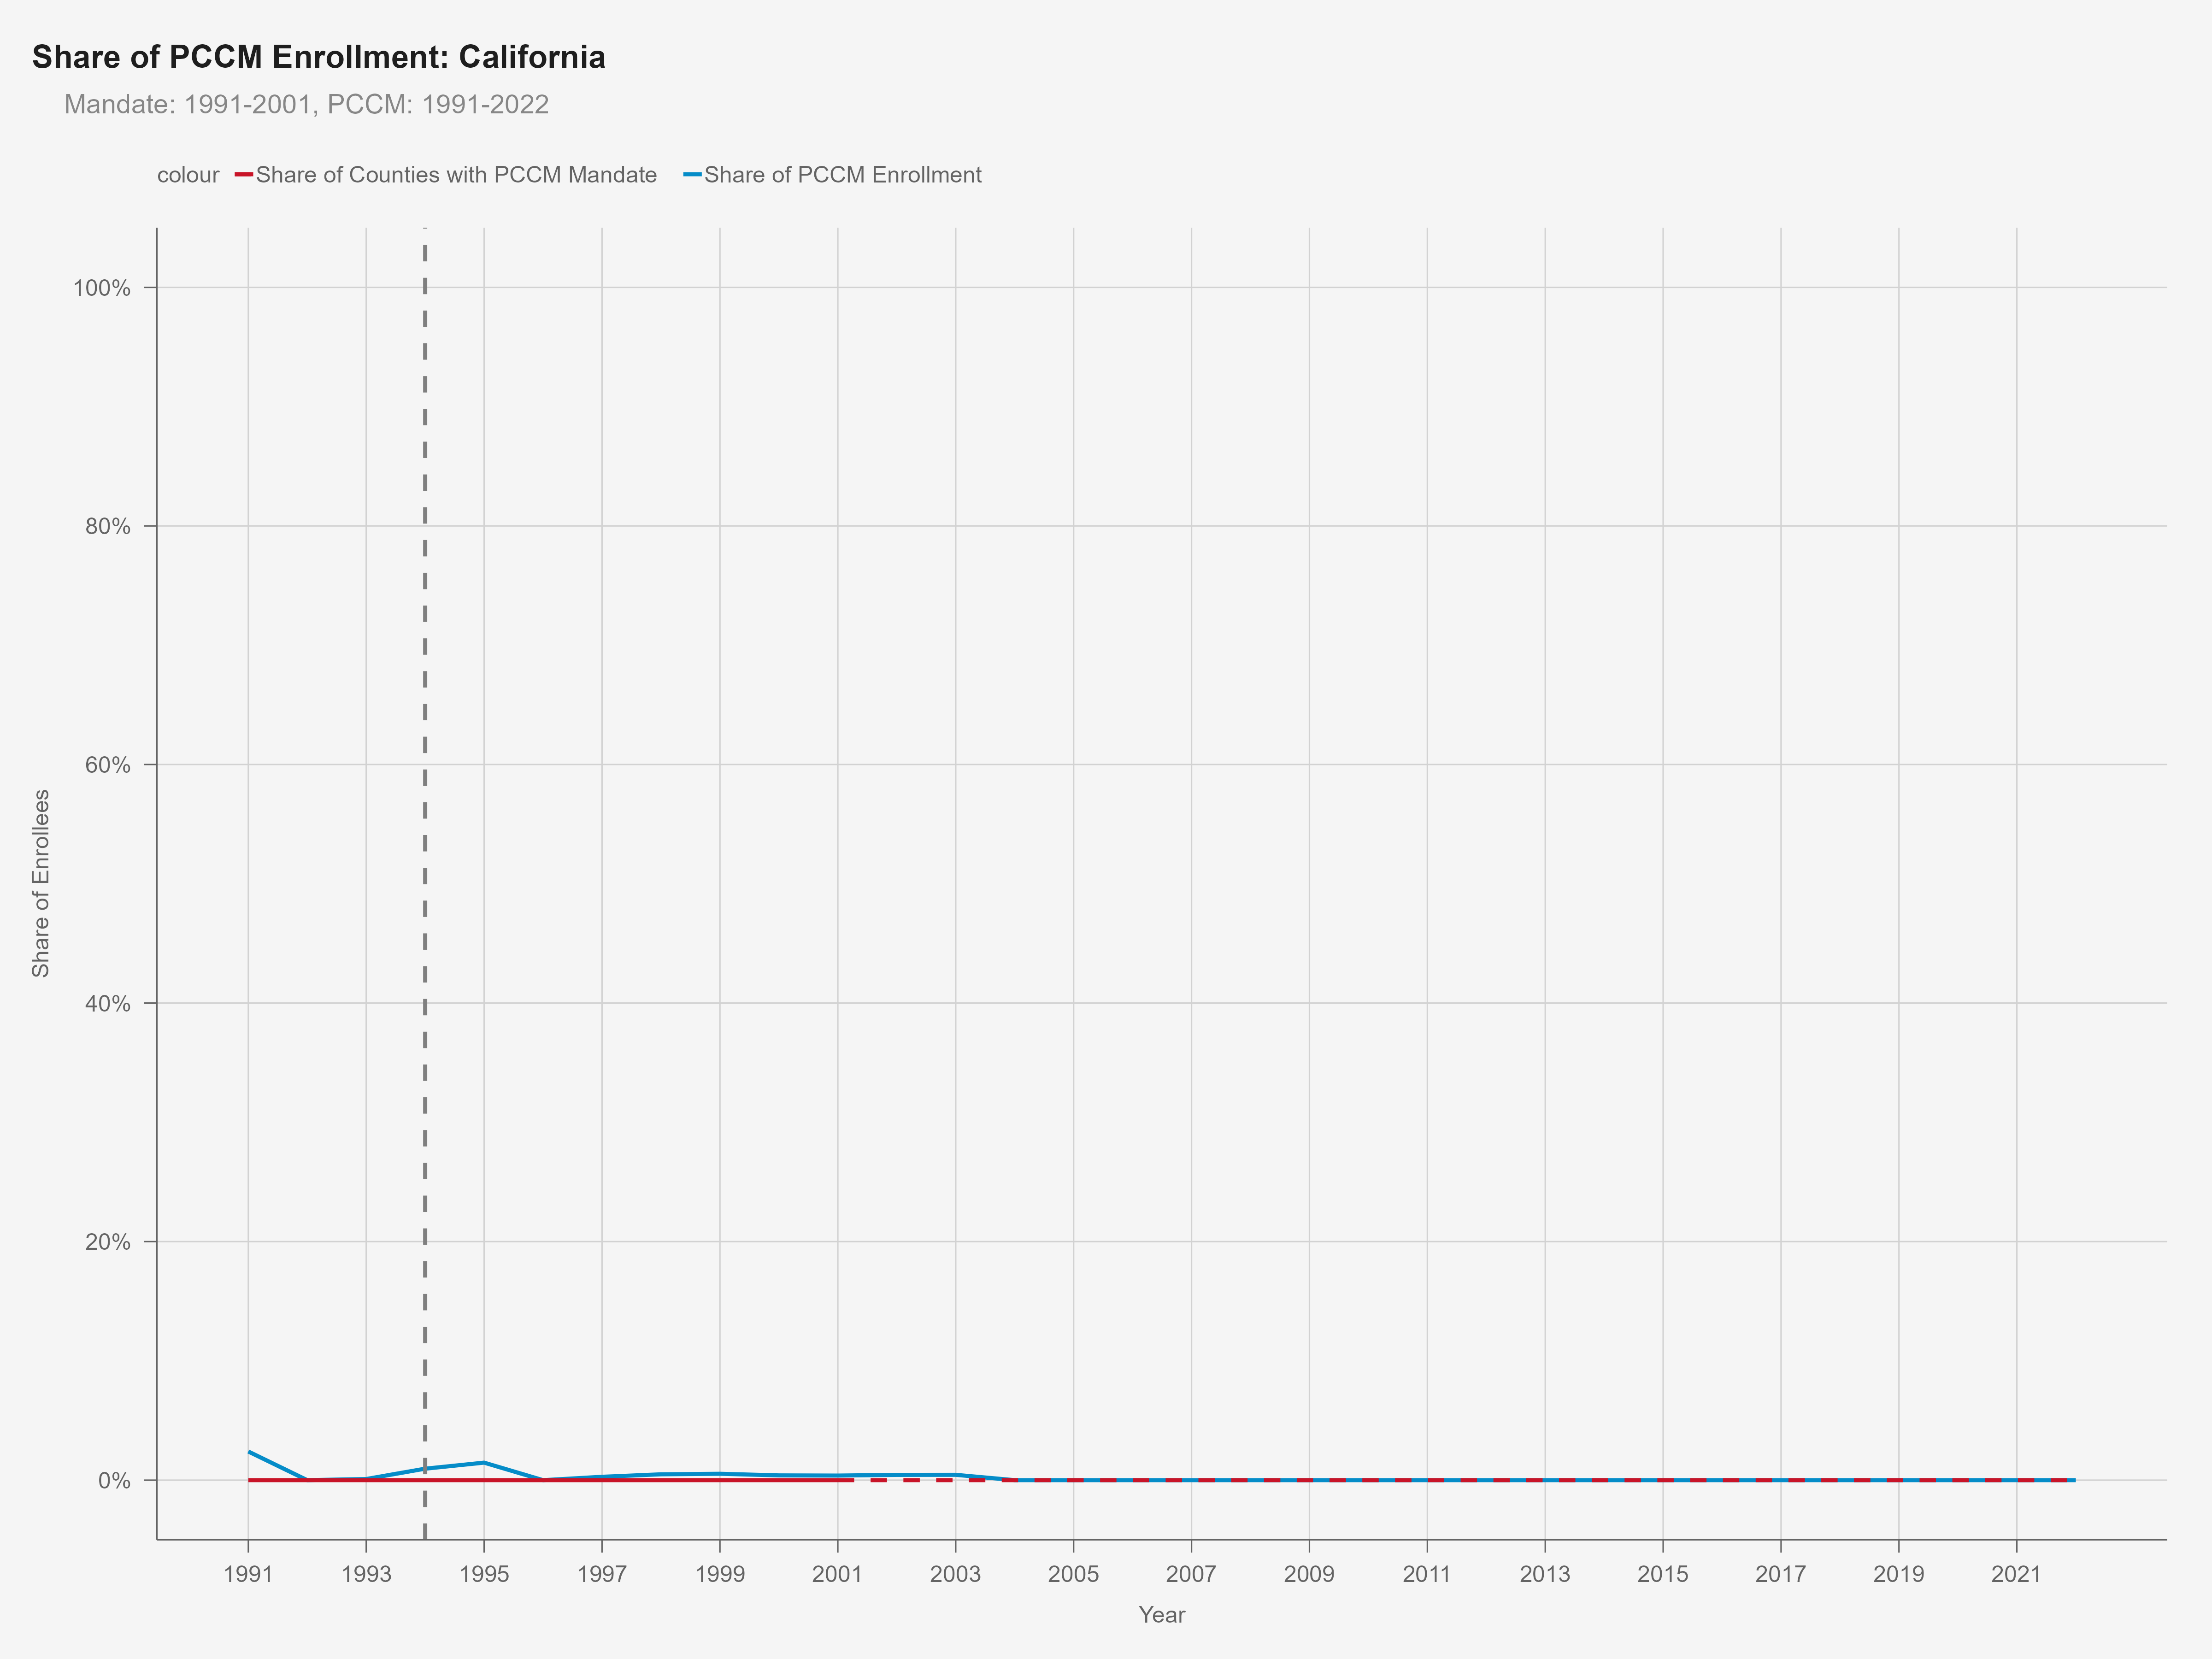 Share of PCCM Enrollment: California
Mandate: 1991-2001, PCCM: 1991-2022
colour Share of Counties with PCCM Mandate Share of PCCM Enrollment
100%
80%
60%
40%
20%
0%
Share of Enrollees
1991 1993 1995 1997 1999 2001 2003 2005 2007 2009 2011 2013 2015 2017 2019 2021
Year